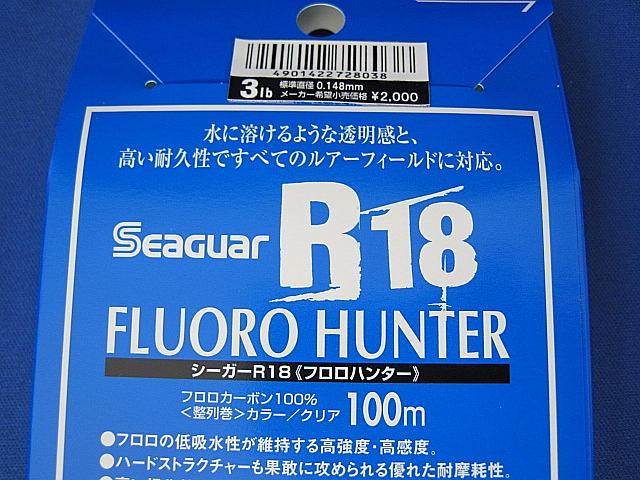 4901422728038
3lb 標準直径 0.148mm
メーカー希望小売価格 ¥2,000
水に溶けるような透明感と、
高い耐久性ですべてのルアーフィールドに対応。
Seaguar R18
FLUORO HUNTER
シーガーR18《フロロハンター》
フロロカーボン100%
<整列巻>カラー/クリア 100m
●フロロの低吸水性が維持する高強度・高感度。
●ハードストラクチャーも果敢に攻められる優れた耐摩耗性。